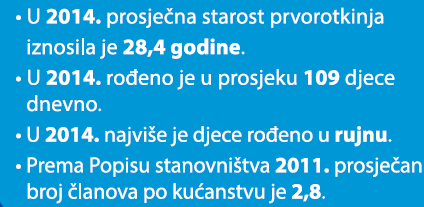 • U 2014. prosječna starost prvorotkinja
iznosila je 28,4 godine.
• U 2014. rođeno je u prosjeku 109 djece
dnevno.
• U 2014. najviše je djece rođeno u rujnu.
• Prema Popisu stanovništva 2011. prosječan
broj članova po kućanstvu je 2,8.